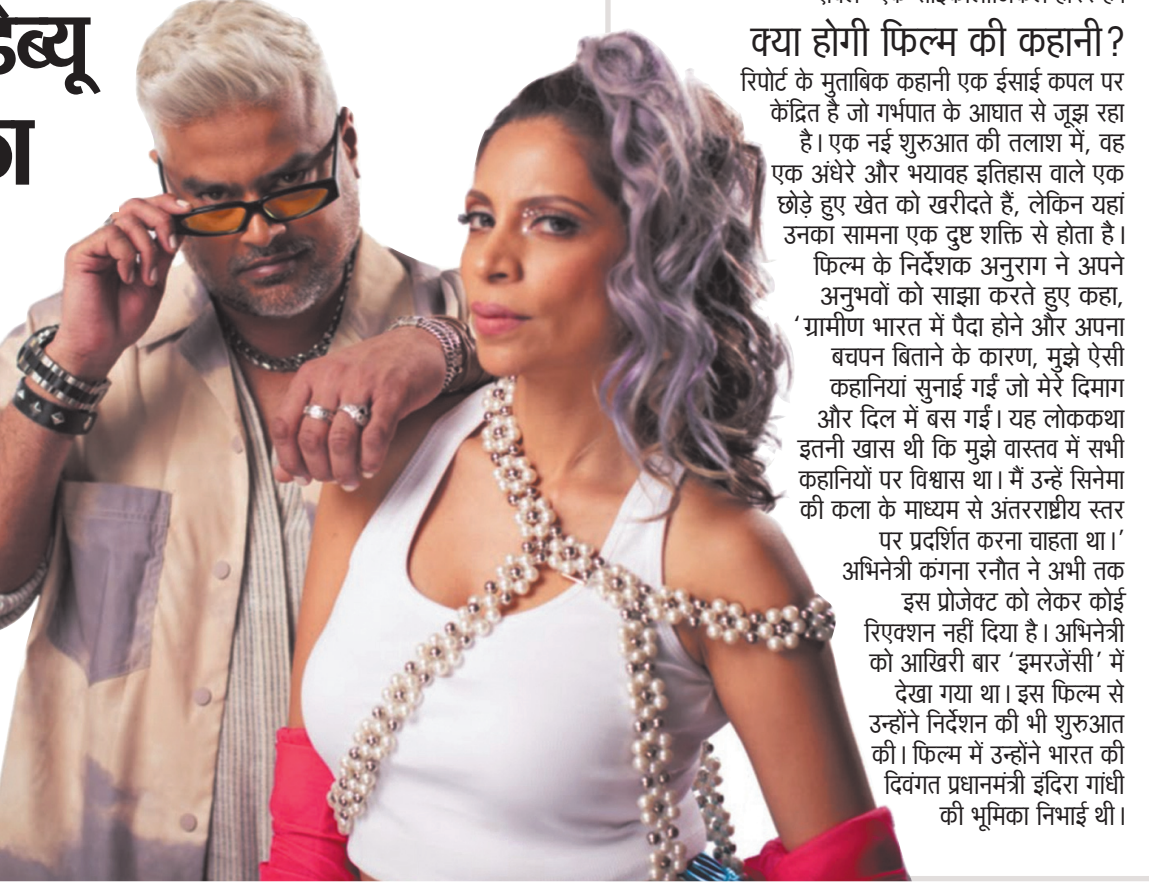 डेब्यू
का
क्या होगी फिल्म की कहानी?
रिपोर्ट के मुताबिक कहानी एक ईसाई कपल पर
केंद्रित है जो गर्भपात के आघात से जूझ रहा
है। एक नई शुरुआत की तलाश में, वह
एक अंधेरे और भयावह इतिहास वाले एक
छोड़े हुए खेत को खरीदते हैं, लेकिन यहां
उनका सामना एक दुष्ट शक्ति से होता है।
फिल्म के निर्देशक अनुराग ने अपने
अनुभवों को साझा करते हुए कहा,
‘ग्रामीण भारत में पैदा होने और अपना
बचपन बिताने के कारण, मुझे ऐसी
कहानियां सुनाई गईं जो मेरे दिमाग
और दिल में बस गईं। यह लोककथा
इतनी खास थी कि मुझे वास्तव में सभी
कहानियों पर विश्वास था। मैं उन्हें सिनेमा
की कला के माध्यम से अंतरराष्ट्रीय स्तर
पर प्रदर्शित करना चाहता था।’
अभिनेत्री कंगना रनौत ने अभी तक
इस प्रोजेक्ट को लेकर कोई
रिएक्शन नहीं दिया है। अभिनेत्री
को आखिरी बार ‘इमरजेंसी’ में
देखा गया था। इस फिल्म से
उन्होंने निर्देशन की भी शुरुआत
की। फिल्म में उन्होंने भारत की
दिवंगत प्रधानमंत्री इंदिरा गांधी
की भूमिका निभाई थी।